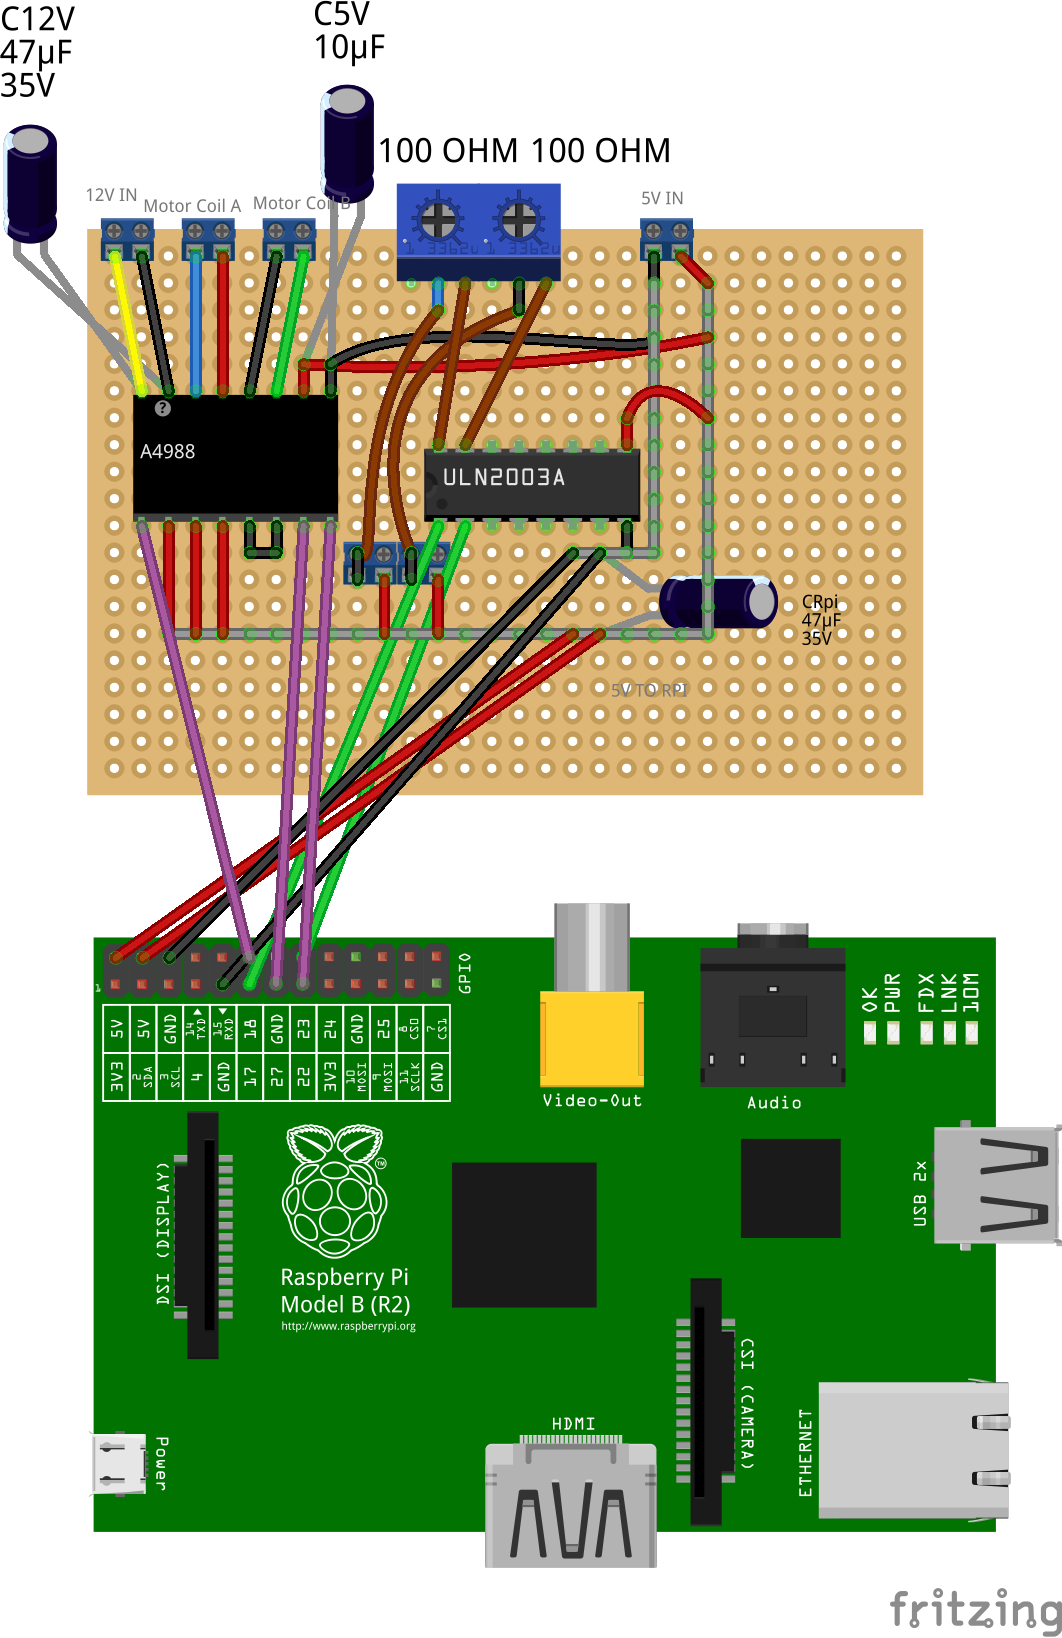 C12V
47µF
35V
C5V
10µF
100 OHM 100 OHM
12V IN
Motor Coil A
Motor Coil B
5V IN
?
A4988
ULN2003A
CRpi
47µF
35V
5V TO RPI
1
GPIO
5V 5V GND 14 TXD 15 RXD 18 GND 23 24 GND 25 8 CS0 7 CS1
3V3 2 SDA 3 SCL 4 GND 17 27 22 3V3 10 MOSI 9 MOSI 11 SCLK GND
OK
PWR
FDX
LNK
10M
Video-Out
Audio
DSI (DISPLAY)
TM
Raspberry Pi
Model B (R2)
http://www.raspberrypi.org
USB 2x
CSI (CAMERA)
Power
HDMI
ETHERNET
fritzing